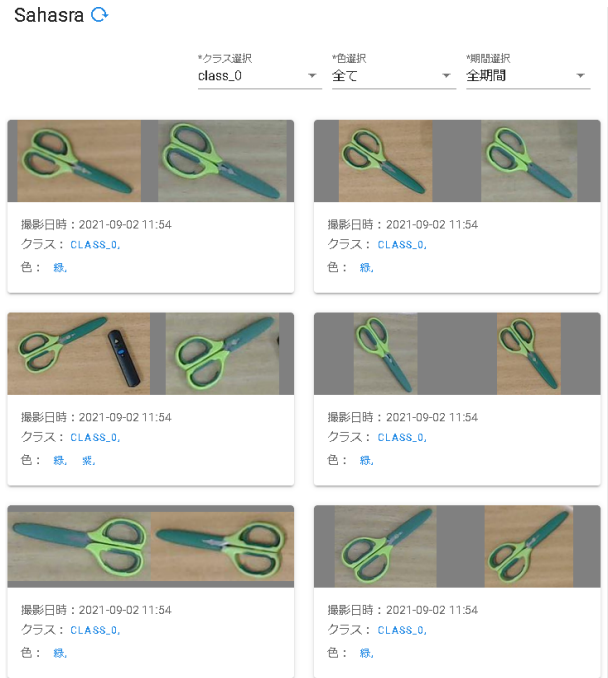 Sahasra
*クラス選択 *色選択 *期間選択
class_0 全て 全期間
撮影日時：2021-09-02 11:54
クラス： CLASS_0,
色： 緑,
撮影日時：2021-09-02 11:54
クラス： CLASS_0,
色： 緑,
撮影日時：2021-09-02 11:54
クラス： CLASS_0,
色： 緑, 紫,
撮影日時：2021-09-02 11:54
クラス： CLASS_0,
色： 緑,
撮影日時：2021-09-02 11:54
クラス： CLASS_0,
色： 緑,
撮影日時：2021-09-02 11:54
クラス： CLASS_0,
色： 緑,